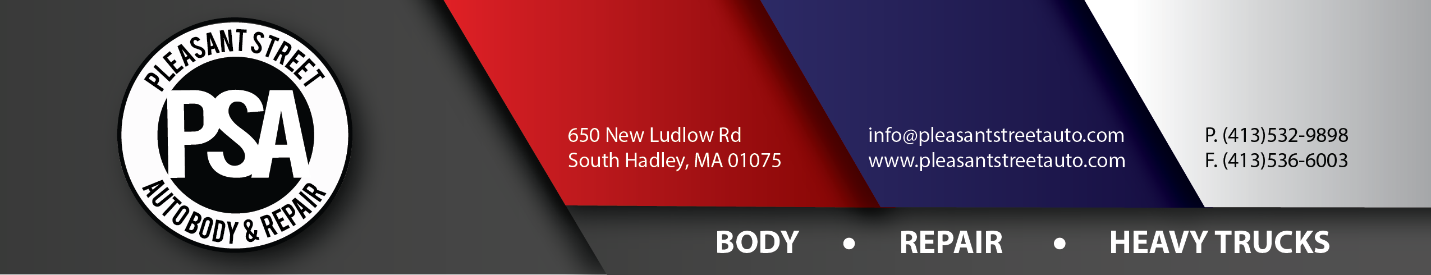 PLEASANT STREET
PSA
AUTOBODY & REPAIR
650 New Ludlow Rd
South Hadley, MA 01075
info@pleasantstreetauto.com
www.pleasantstreetauto.com
P. (413)532-9898
F. (413)536-6003
BODY • REPAIR • HEAVY TRUCKS